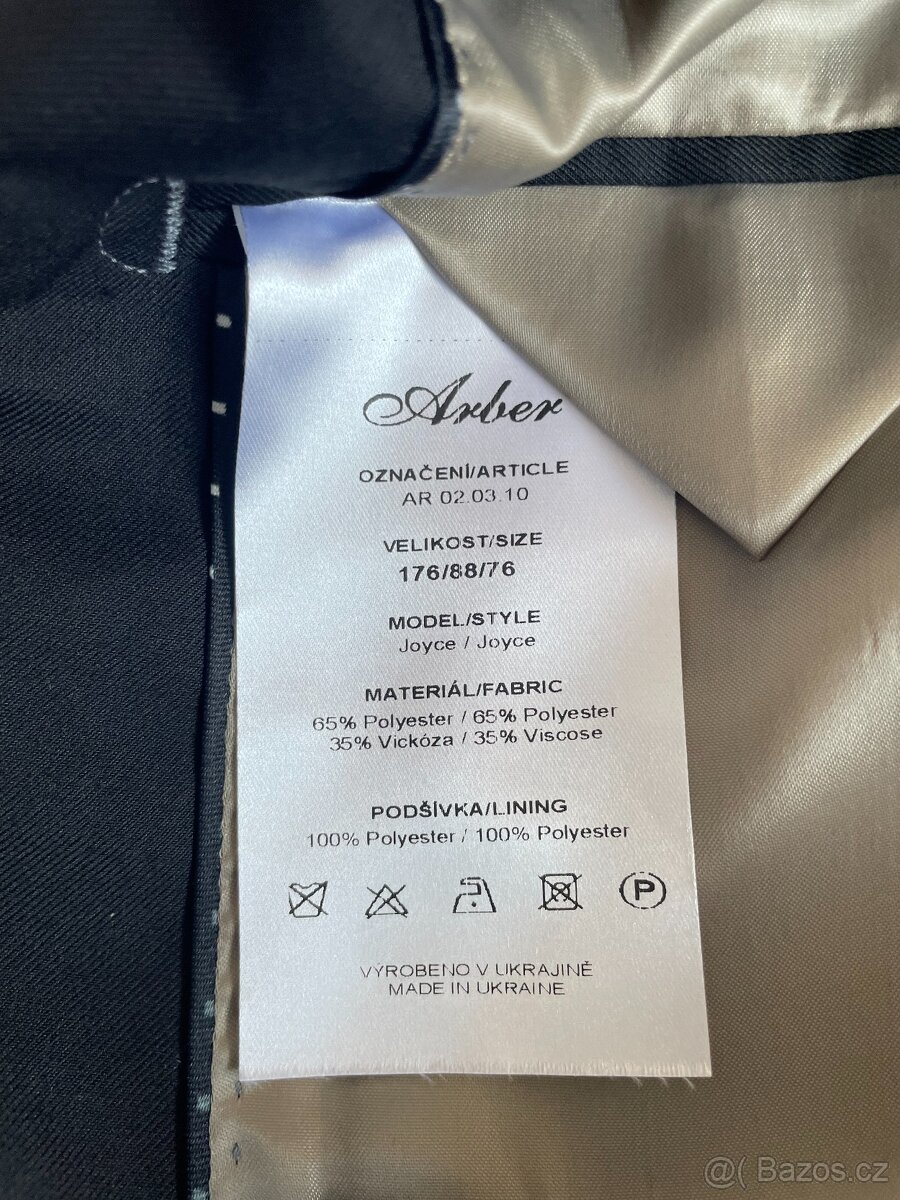 Arber
OZNAČENÍ/ARTICLE
AR 02.03.10
VELIKOST/SIZE
176/88/76
MODEL/STYLE
Joyce / Joyce
MATERIÁL/FABRIC
65% Polyester / 65% Polyester
35% Vickóza / 35% Viscose
PODŠÍVKA/LINING
100% Polyester / 100% Polyester
P
VÝROBENO V UKRAJINĚ
MADE IN UKRAINE
@( Bazos.cz